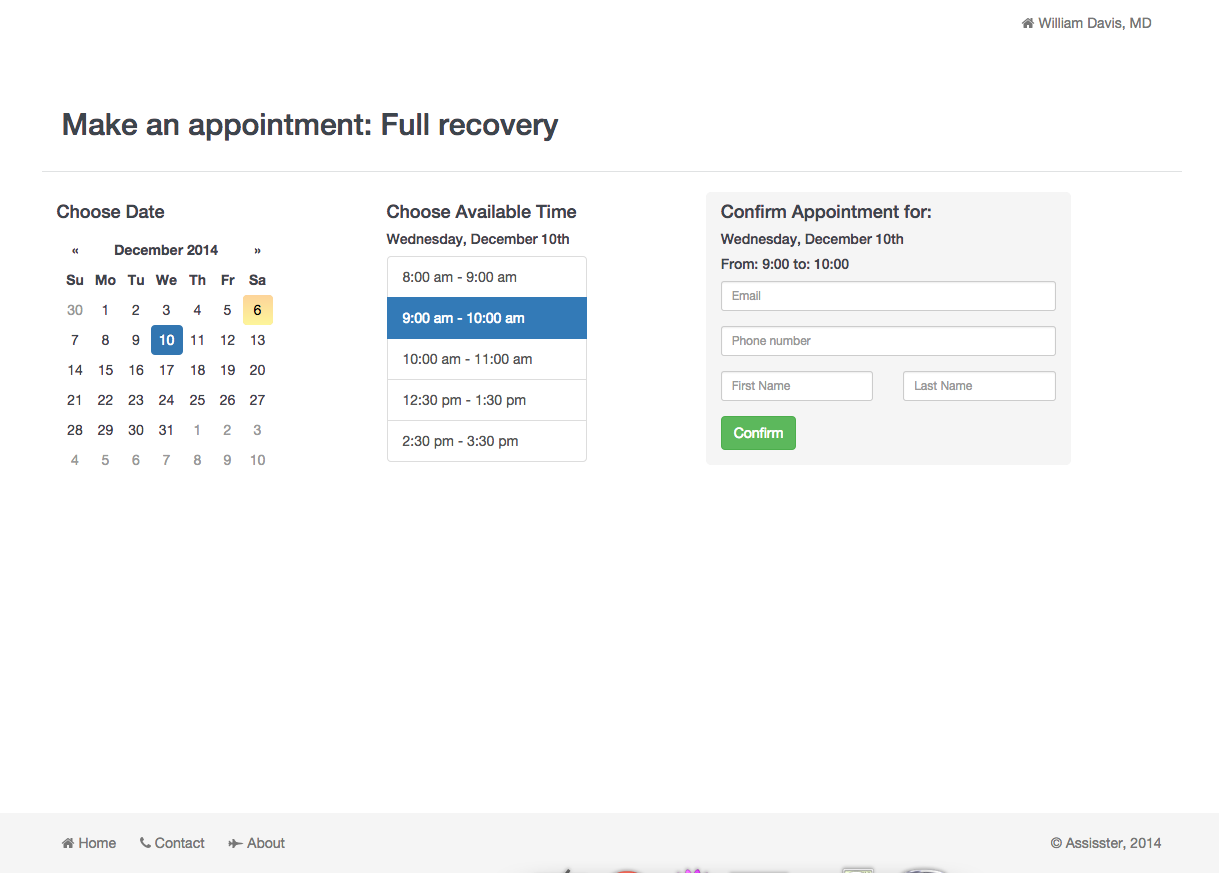 William Davis, MD
Make an appointment: Full recovery
Choose Date
« December 2014 »
Su Mo Tu We Th Fr Sa
30 1 2 3 4 5 6
7 8 9 10 11 12 13
14 15 16 17 18 19 20
21 22 23 24 25 26 27
28 29 30 31 1 2 3
4 5 6 7 8 9 10
Choose Available Time
Wednesday, December 10th
8:00 am - 9:00 am
9:00 am - 10:00 am
10:00 am - 11:00 am
12:30 pm - 1:30 pm
2:30 pm - 3:30 pm
Confirm Appointment for:
Wednesday, December 10th
From: 9:00 to: 10:00
Email
Phone number
First Name Last Name
Confirm
Home Contact About © Assisster, 2014